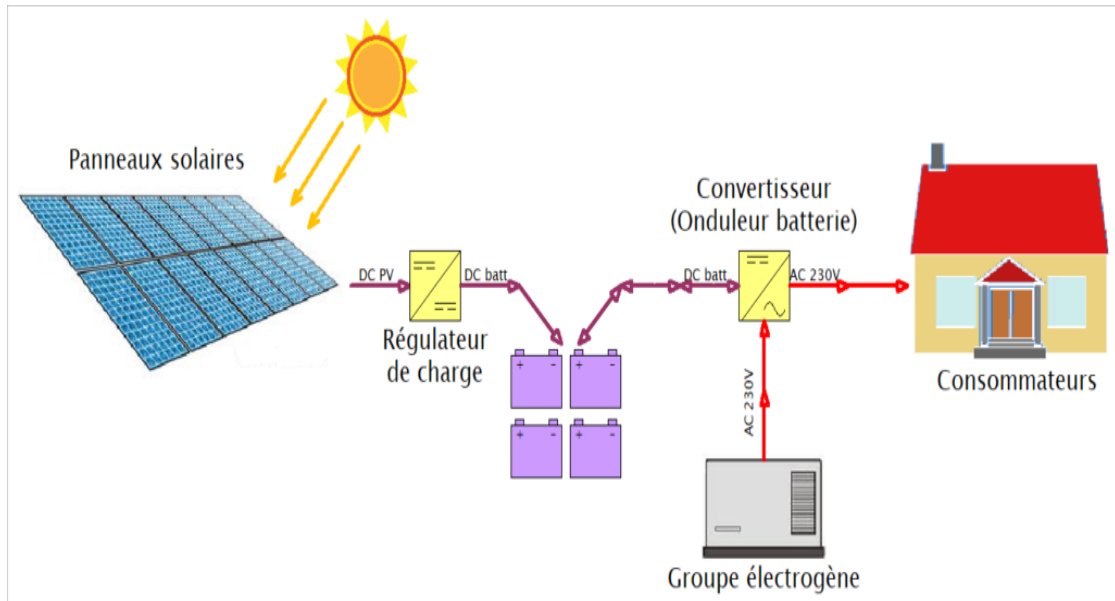 Panneaux solaires
Convertisseur
(Onduleur batterie)
DC PV
DC batt
DC batt
AC 230V
Régulateur
de charge
+ -
+ -
+ -
+ -
AC 230V
Consommateurs
Groupe électrogène